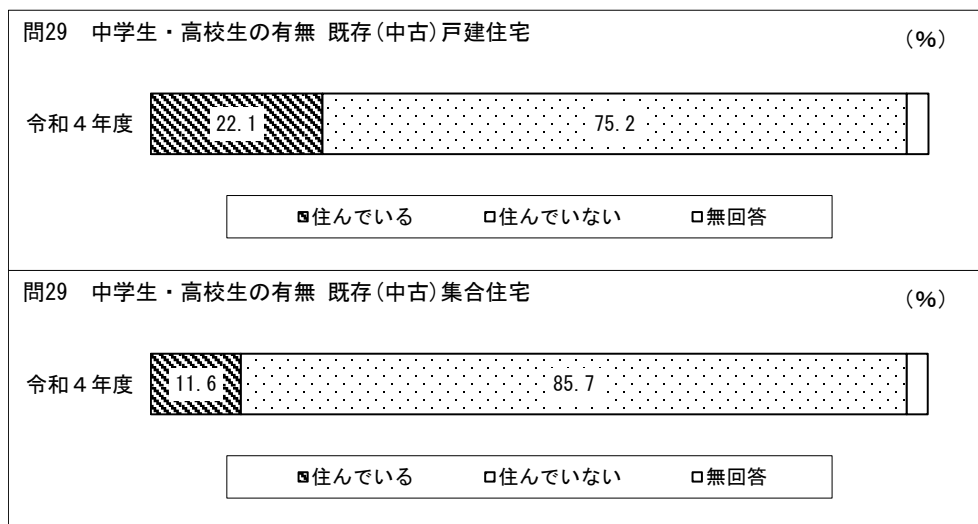 問29　中学生・高校生の有無 既存(中古)戸建住宅
(%)
令和４年度
22.1
75.2
住んでいる
住んでいない
無回答
問29　中学生・高校生の有無 既存(中古)集合住宅
(%)
令和４年度
11.6
85.7
住んでいる
住んでいない
無回答